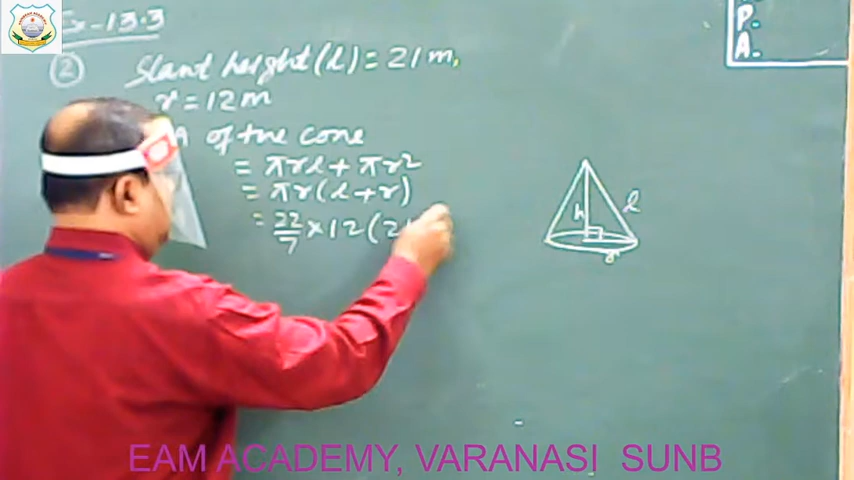 Ex-13.3
P.
A.
② Slant height (l) = 21 m.
r = 12 m
A of the cone
= πrl + πr²
= πr(l + r)
= 22/7 × 12 (2
h
l
r
EAM ACADEMY, VARANASI SUNB